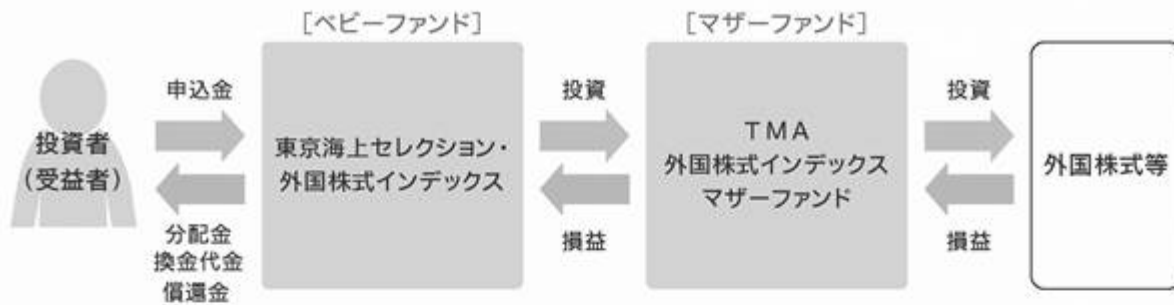 [ベビーファンド]
[マザーファンド]
投資者
(受益者)
申込金
分配金
換金代金
償還金
東京海上セレクション・
外国株式インデックス
投資
損益
TMA
外国株式インデックス
マザーファンド
投資
損益
外国株式等